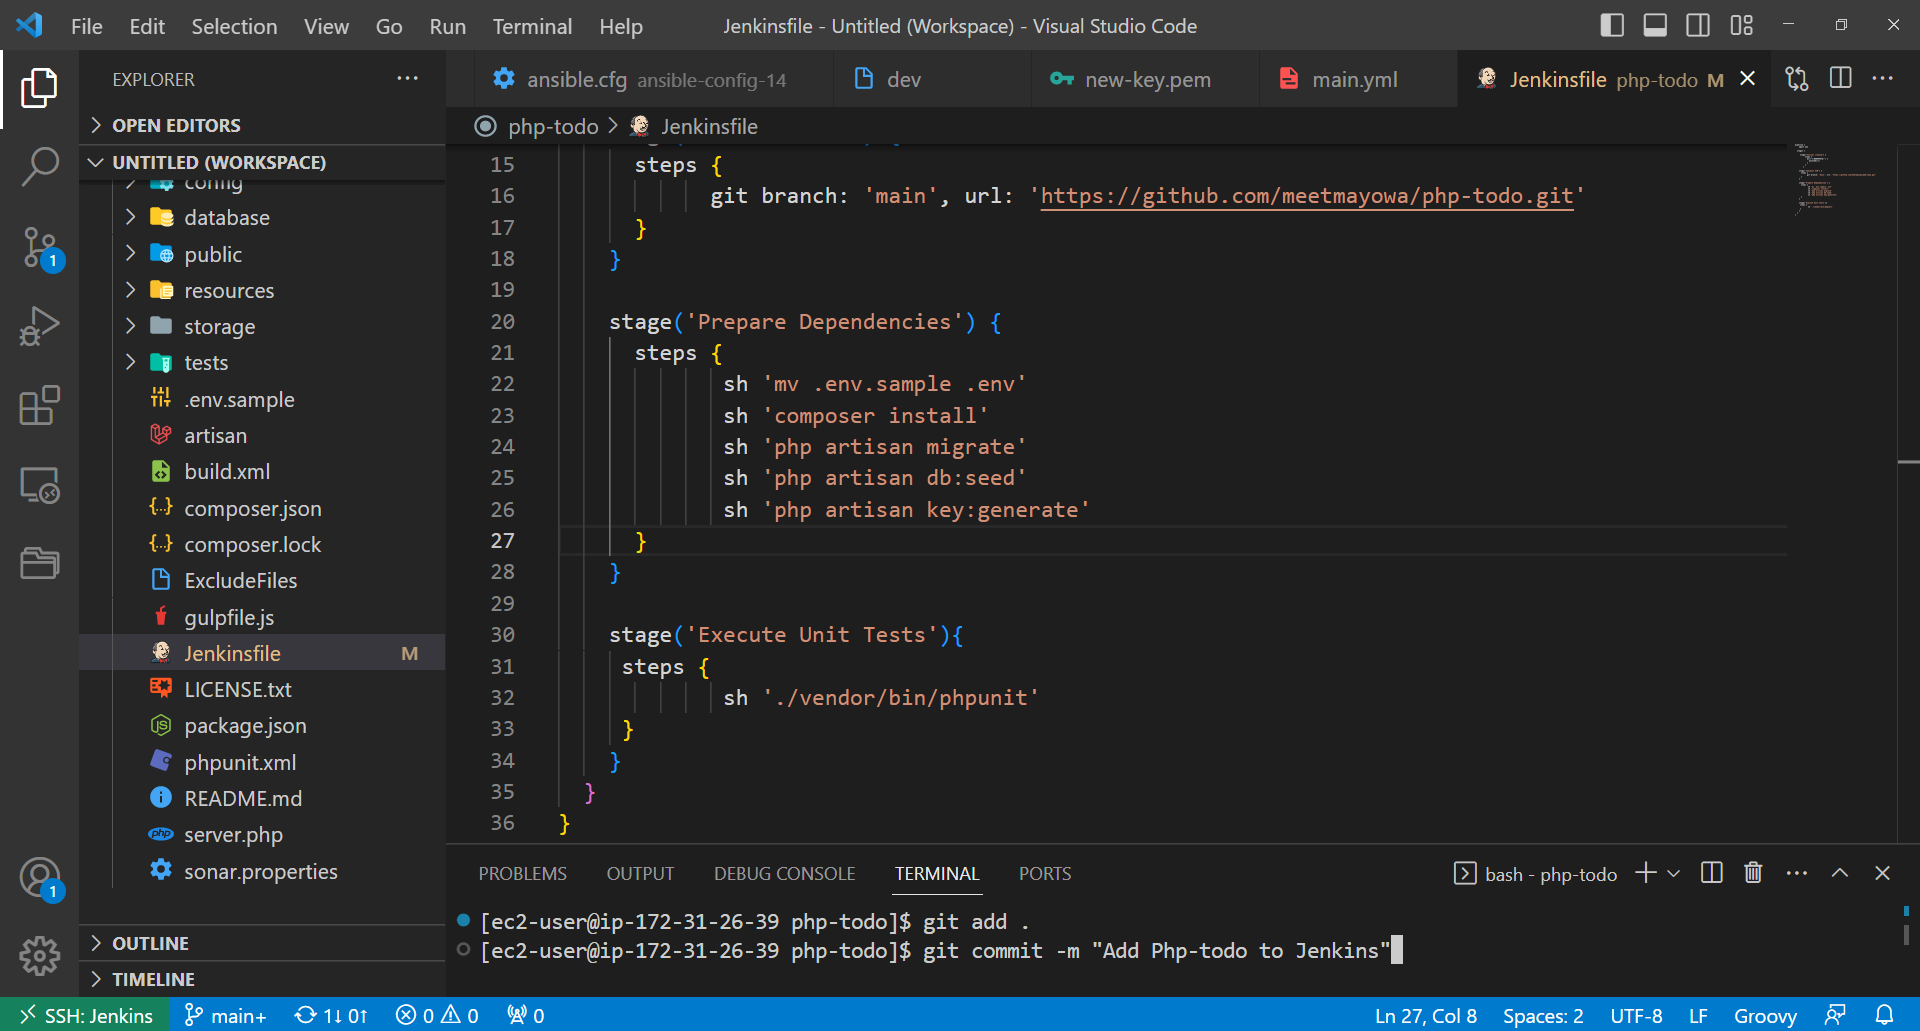 File Edit Selection View Go Run Terminal Help
Jenkinsfile - Untitled (Workspace) - Visual Studio Code
EXPLORER
OPEN EDITORS
UNTITLED (WORKSPACE)
config
database
public
resources
storage
tests
.env.sample
artisan
build.xml
composer.json
composer.lock
ExcludeFiles
gulpfile.js
Jenkinsfile M
LICENSE.txt
package.json
phpunit.xml
README.md
server.php
sonar.properties
OUTLINE
TIMELINE
1
1
ansible.cfg ansible-config-14
dev
new-key.pem
main.yml
Jenkinsfile php-todo M
php-todo > Jenkinsfile
15 steps {
16 git branch: 'main', url: 'https://github.com/meetmayowa/php-todo.git'
17 }
18 }
19
20 stage('Prepare Dependencies') {
21 steps {
22 sh 'mv .env.sample .env'
23 sh 'composer install'
24 sh 'php artisan migrate'
25 sh 'php artisan db:seed'
26 sh 'php artisan key:generate'
27 }
28 }
29
30 stage('Execute Unit Tests'){
31 steps {
32 sh './vendor/bin/phpunit'
33 }
34 }
35 }
36 }
PROBLEMS OUTPUT DEBUG CONSOLE TERMINAL PORTS
bash - php-todo
[ec2-user@ip-172-31-26-39 php-todo]$ git add .
[ec2-user@ip-172-31-26-39 php-todo]$ git commit -m "Add Php-todo to Jenkins"
SSH: Jenkins main+ 1↓ 0↑ 0 0 0 Ln 27, Col 8 Spaces: 2 UTF-8 LF Groovy